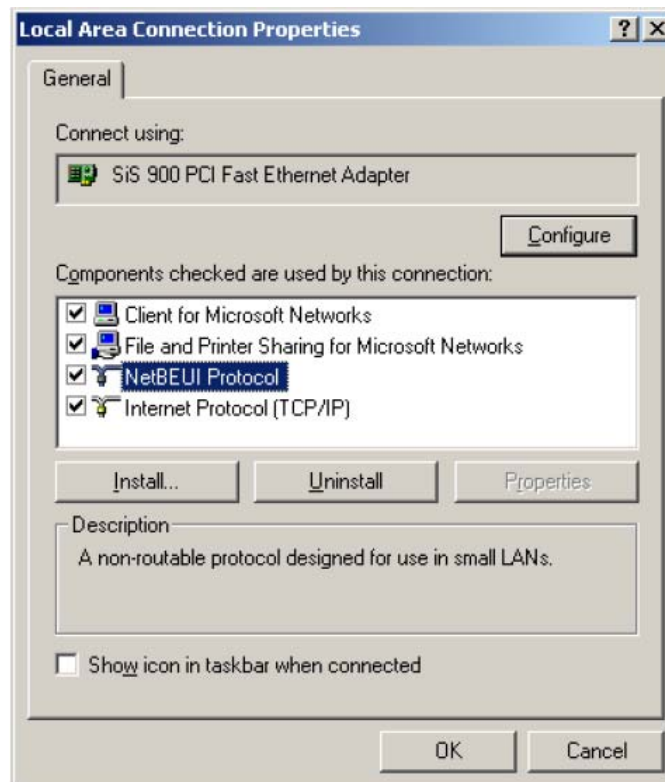 Local Area Connection Properties
General
Connect using:
SiS 900 PCI Fast Ethernet Adapter
Configure
Components checked are used by this connection:
Client for Microsoft Networks
File and Printer Sharing for Microsoft Networks
NetBEUI Protocol
Internet Protocol (TCP/IP)
Install... Uninstall Properties
Description
A non-routable protocol designed for use in small LANs.
Show icon in taskbar when connected
OK Cancel